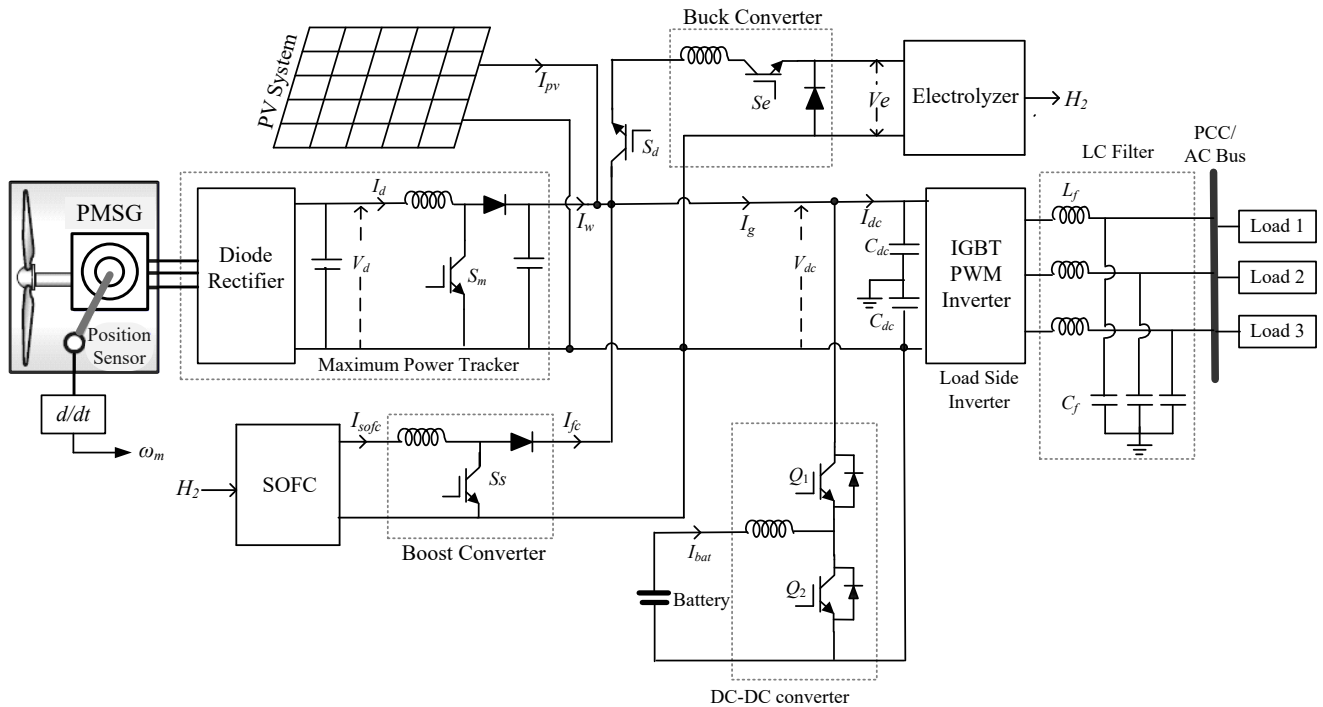 Buck Converter
PV System
I_pv
S_e
V_e
Electrolyzer
H_2
S_d
PCC/
AC Bus
LC Filter
PMSG
I_d
I_w
I_g
I_dc
L_f
Load 1
Diode
Rectifier
V_d
S_m
V_dc
C_dc
C_dc
IGBT
PWM
Inverter
Load 2
Load 3
Position
Sensor
Maximum Power Tracker
Load Side
Inverter
C_f
d/dt
ω_m
I_sofc
I_fc
H_2
SOFC
Ss
Q_1
Boost Converter
I_bat
Q_2
Battery
DC-DC converter